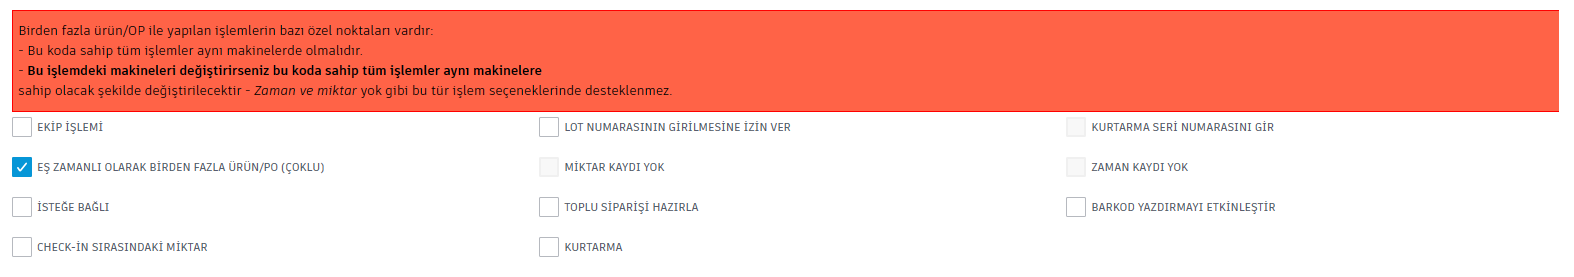 Birden fazla ürün/OP ile yapılan işlemlerin bazı özel noktaları vardır:
- Bu koda sahip tüm işlemler aynı makinelerde olmalıdır.
- Bu işlemdeki makineleri değiştirirseniz bu koda sahip tüm işlemler aynı makinelere
sahip olacak şekilde değiştirilecektir - Zaman ve miktar yok gibi bu tür işlem seçeneklerinde desteklenmez.
EKİP İŞLEMİ
LOT NUMARASININ GİRİLMESİNE İZİN VER
KURTARMA SERİ NUMARASINI GİR
EŞ ZAMANLI OLARAK BİRDEN FAZLA ÜRÜN/PO (ÇOKLU)
MİKTAR KAYDI YOK
ZAMAN KAYDI YOK
İSTEĞE BAĞLI
TOPLU SİPARİŞİ HAZIRLA
BARKOD YAZDIRMAYI ETKİNLEŞTİR
CHECK-İN SIRASINDAKİ MİKTAR
KURTARMA